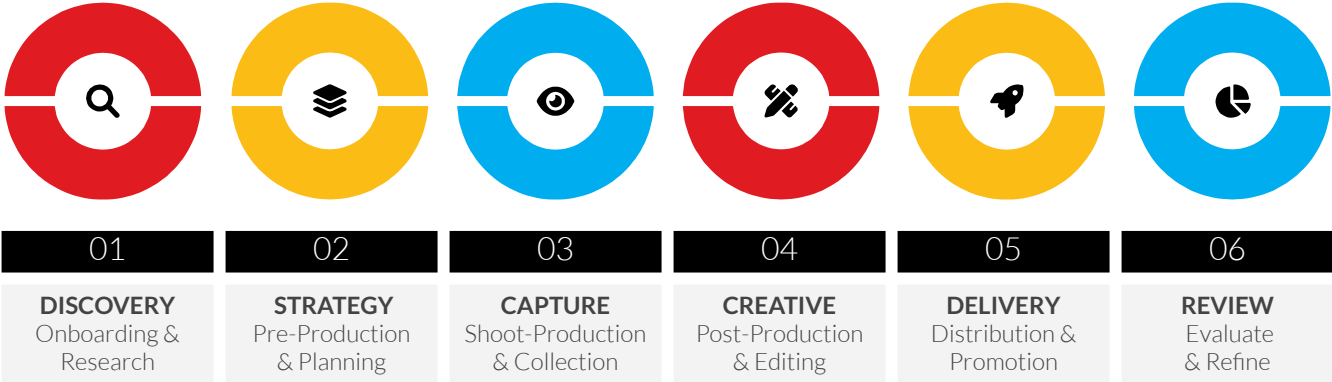 01
DISCOVERY
Onboarding &
Research
02
STRATEGY
Pre-Production
& Planning
03
CAPTURE
Shoot-Production
& Collection
04
CREATIVE
Post-Production
& Editing
05
DELIVERY
Distribution &
Promotion
06
REVIEW
Evaluate
& Refine